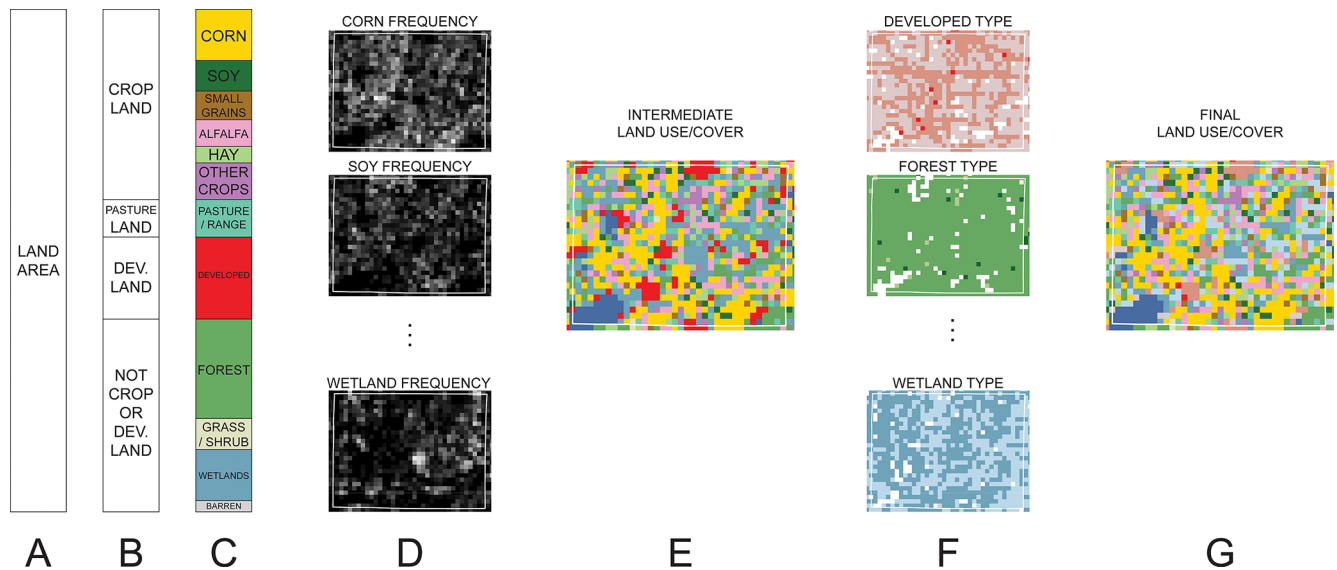 LAND
AREA
CROP
LAND
PASTURE
LAND
DEV.
LAND
NOT
CROP
OR
DEV.
LAND
CORN
SOY
SMALL
GRAINS
ALFALFA
HAY
OTHER
CROPS
PASTURE
/ RANGE
DEVELOPED
FOREST
GRASS
/ SHRUB
WETLANDS
BARREN
CORN FREQUENCY
SOY FREQUENCY
WETLAND FREQUENCY
INTERMEDIATE
LAND USE/COVER
DEVELOPED TYPE
FOREST TYPE
WETLAND TYPE
FINAL
LAND USE/COVER
A B C D E F G